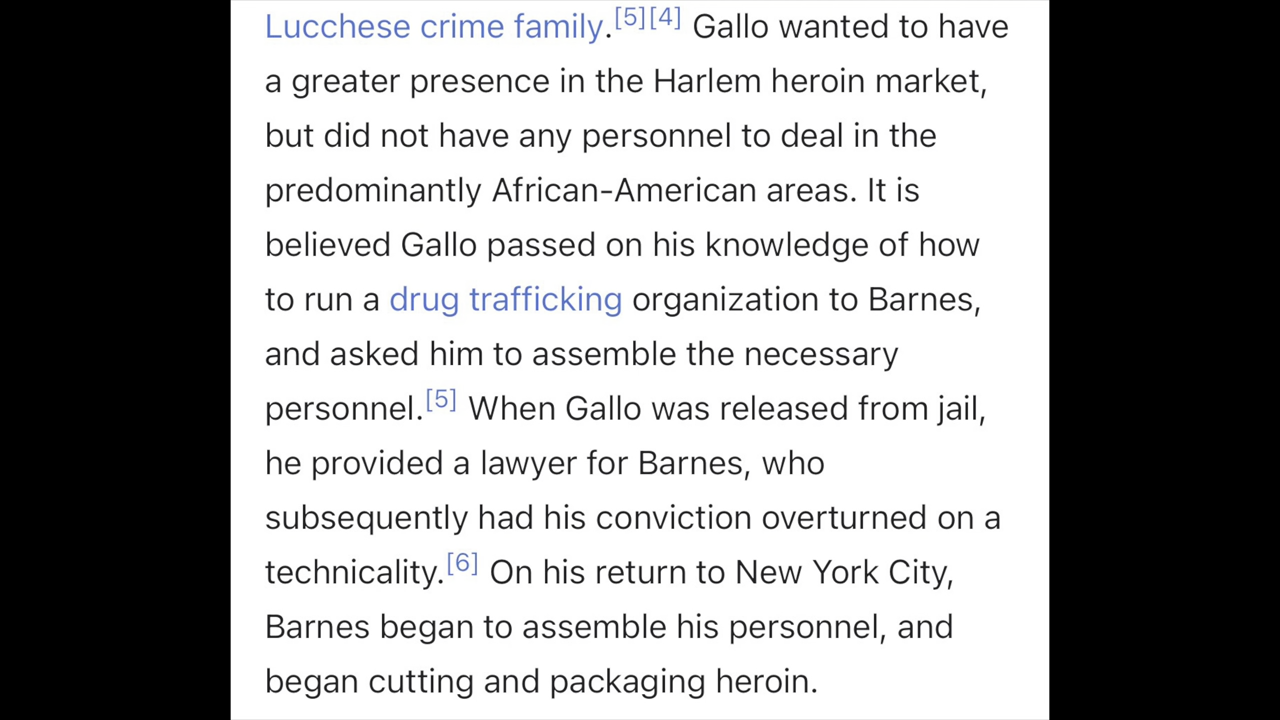 Lucchese crime family.[5][4] Gallo wanted to have
a greater presence in the Harlem heroin market,
but did not have any personnel to deal in the
predominantly African-American areas. It is
believed Gallo passed on his knowledge of how
to run a drug trafficking organization to Barnes,
and asked him to assemble the necessary
personnel.[5] When Gallo was released from jail,
he provided a lawyer for Barnes, who
subsequently had his conviction overturned on a
technicality.[6] On his return to New York City,
Barnes began to assemble his personnel, and
began cutting and packaging heroin.